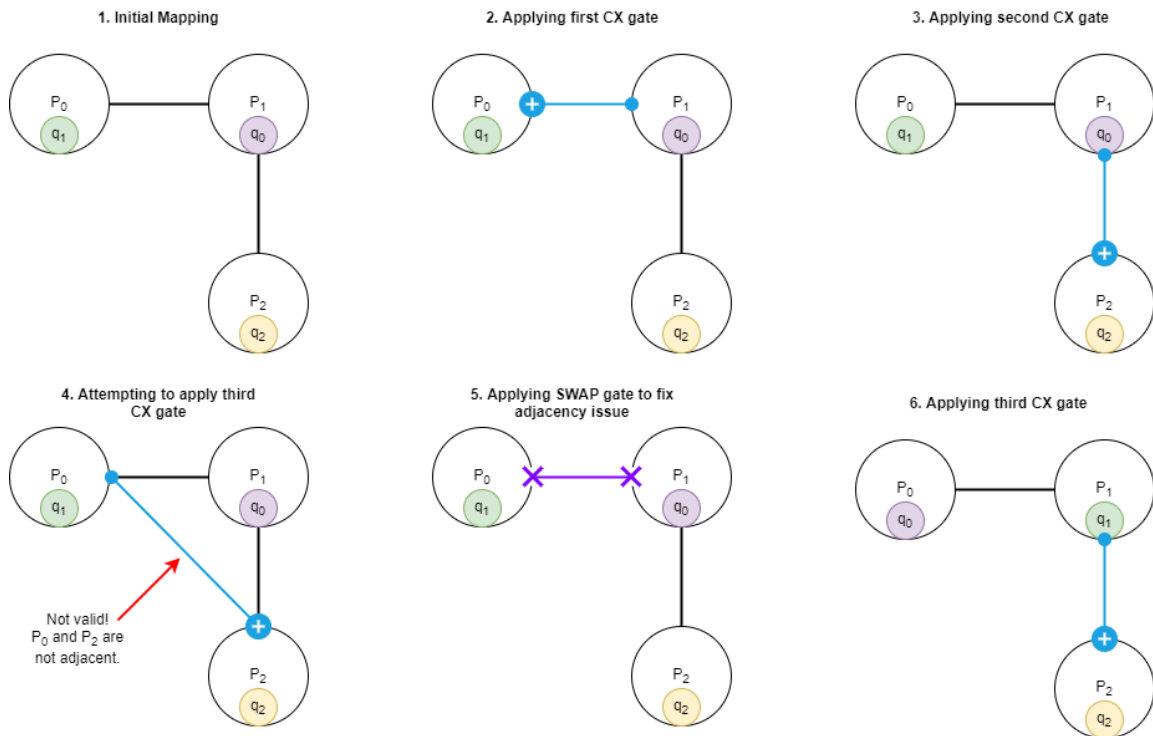 1. Initial Mapping
P₀
q₁
P₁
q₀
P₂
q₂
2. Applying first CX gate
P₀
q₁
P₁
q₀
P₂
q₂
3. Applying second CX gate
P₀
q₁
P₁
q₀
P₂
q₂
4. Attempting to apply third
CX gate
P₀
q₁
P₁
q₀
Not valid!
P₀ and P₂ are
not adjacent.
P₂
q₂
5. Applying SWAP gate to fix
adjacency issue
P₀
q₁
P₁
q₀
P₂
q₂
6. Applying third CX gate
P₀
q₀
P₁
q₁
P₂
q₂